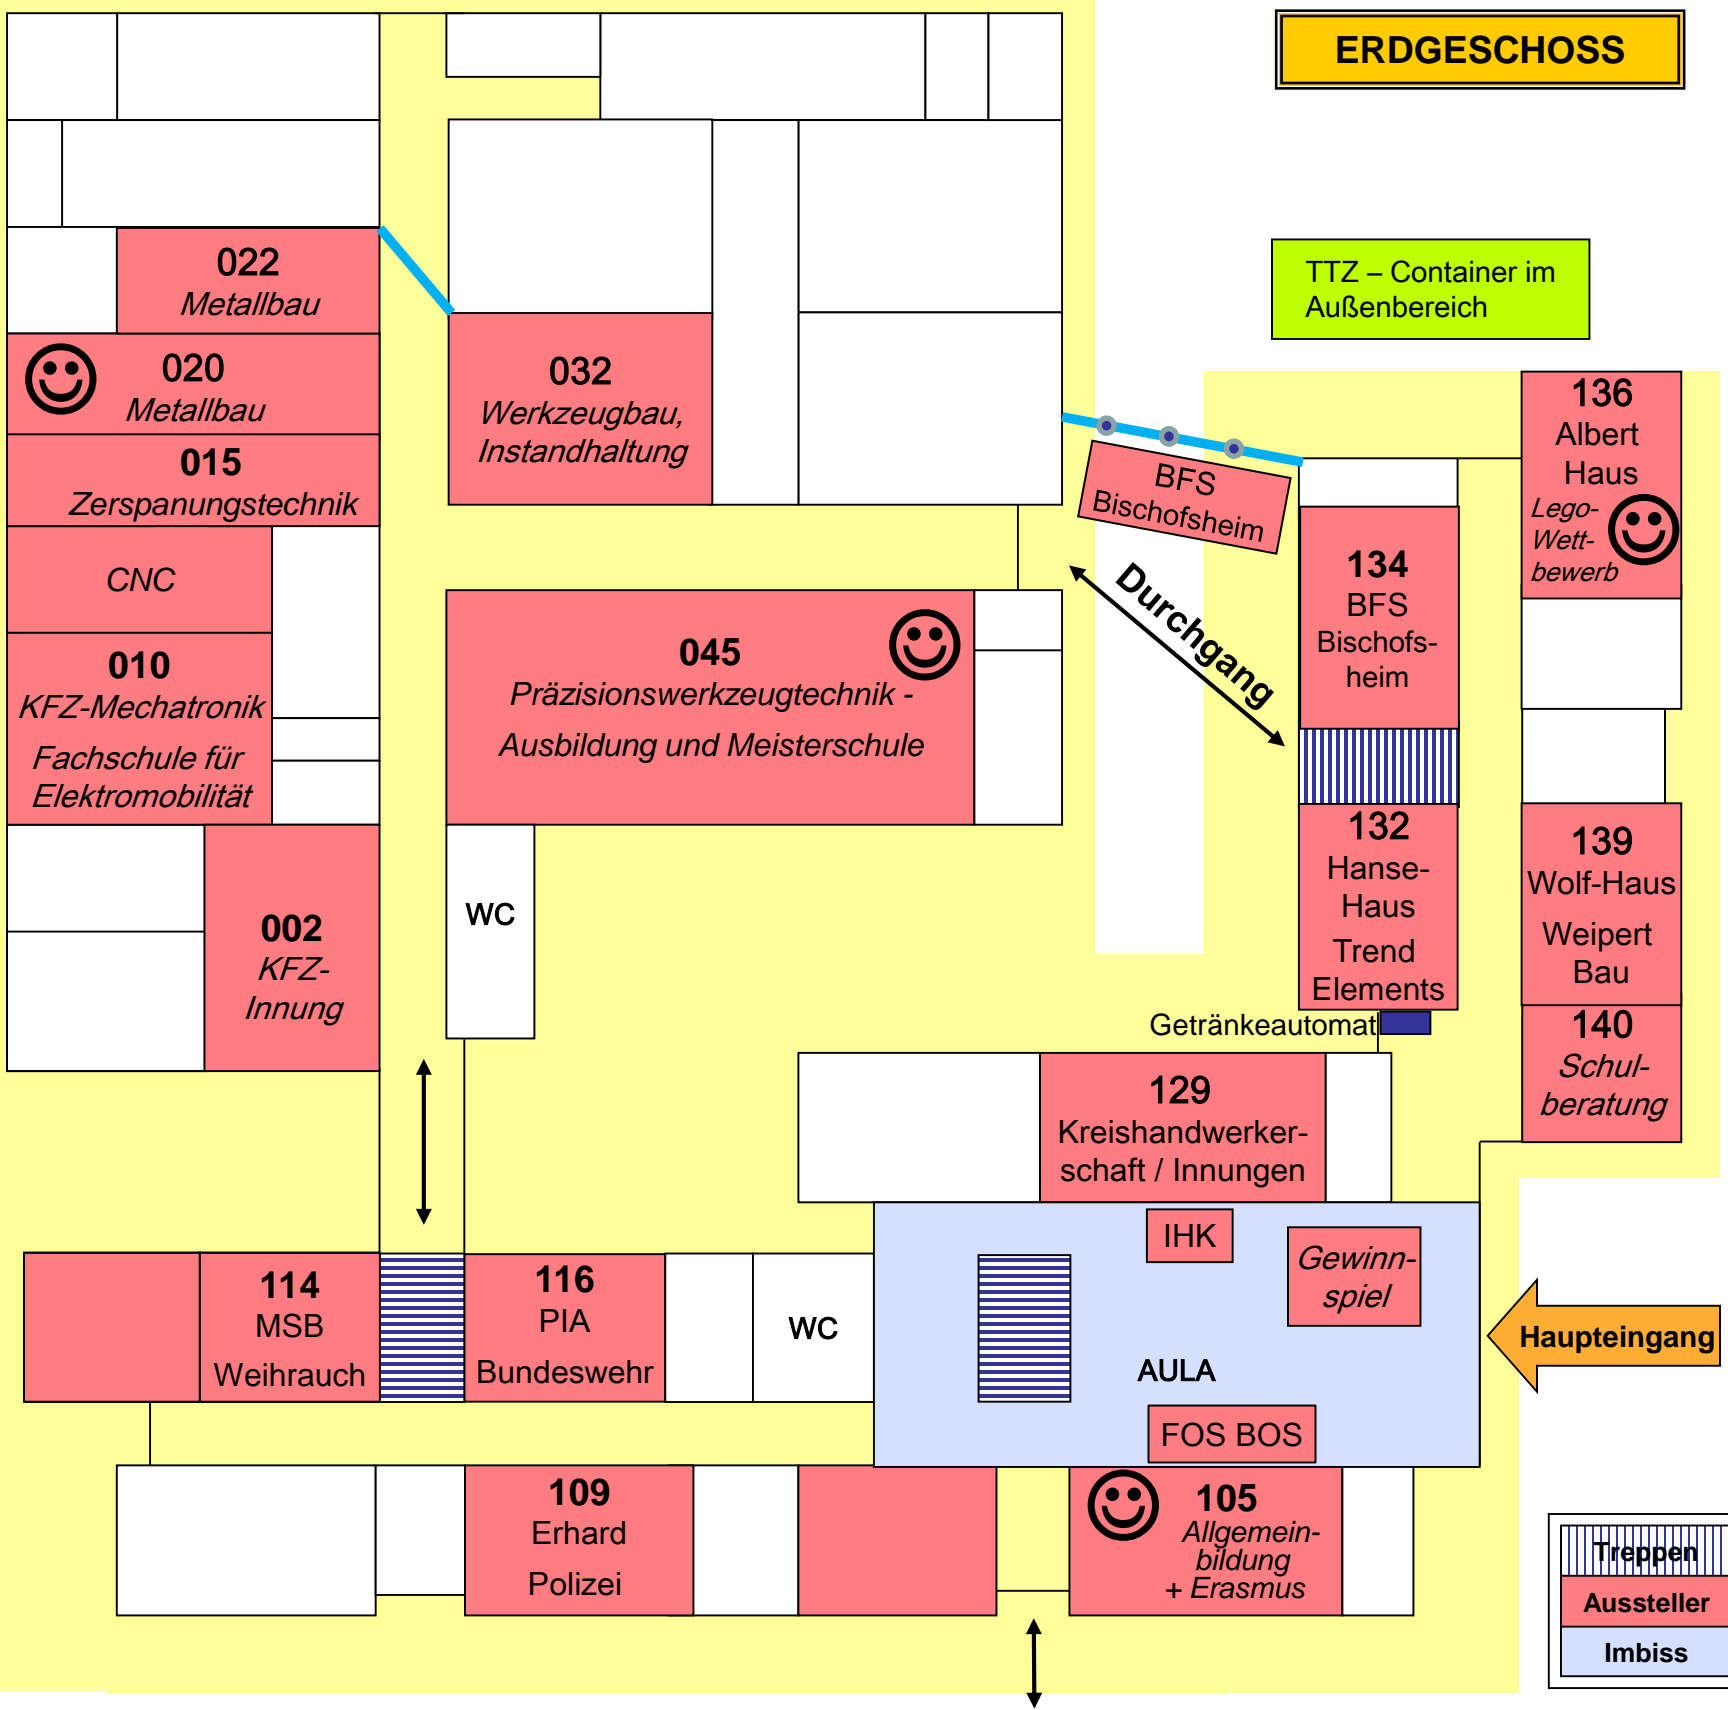 ERDGESCHOSS
022
Metallbau
TTZ – Container im
Außenbereich
020
Metallbau
032
Werkzeugbau,
Instandhaltung
136
Albert
Haus
Lego-
Wett-
bewerb
015
Zerspanungstechnik
BFS
Bischofsheim
CNC
134
BFS
Bischofs-
heim
Durchgang
010
KFZ-Mechatronik
Fachschule für
Elektromobilität
045
Präzisionswerkzeugtechnik -
Ausbildung und Meisterschule
132
Hanse-
Haus
Trend
Elements
139
Wolf-Haus
Weipert
Bau
002
KFZ-
Innung
WC
Getränkeautomat
140
Schul-
beratung
129
Kreishandwerker-
schaft / Innungen
IHK
Gewinn-
spiel
114
MSB
Weihrauch
116
PIA
Bundeswehr
WC
AULA
Haupteingang
FOS BOS
109
Erhard
Polizei
105
Allgemein-
bildung
+ Erasmus
Treppen
Aussteller
Imbiss